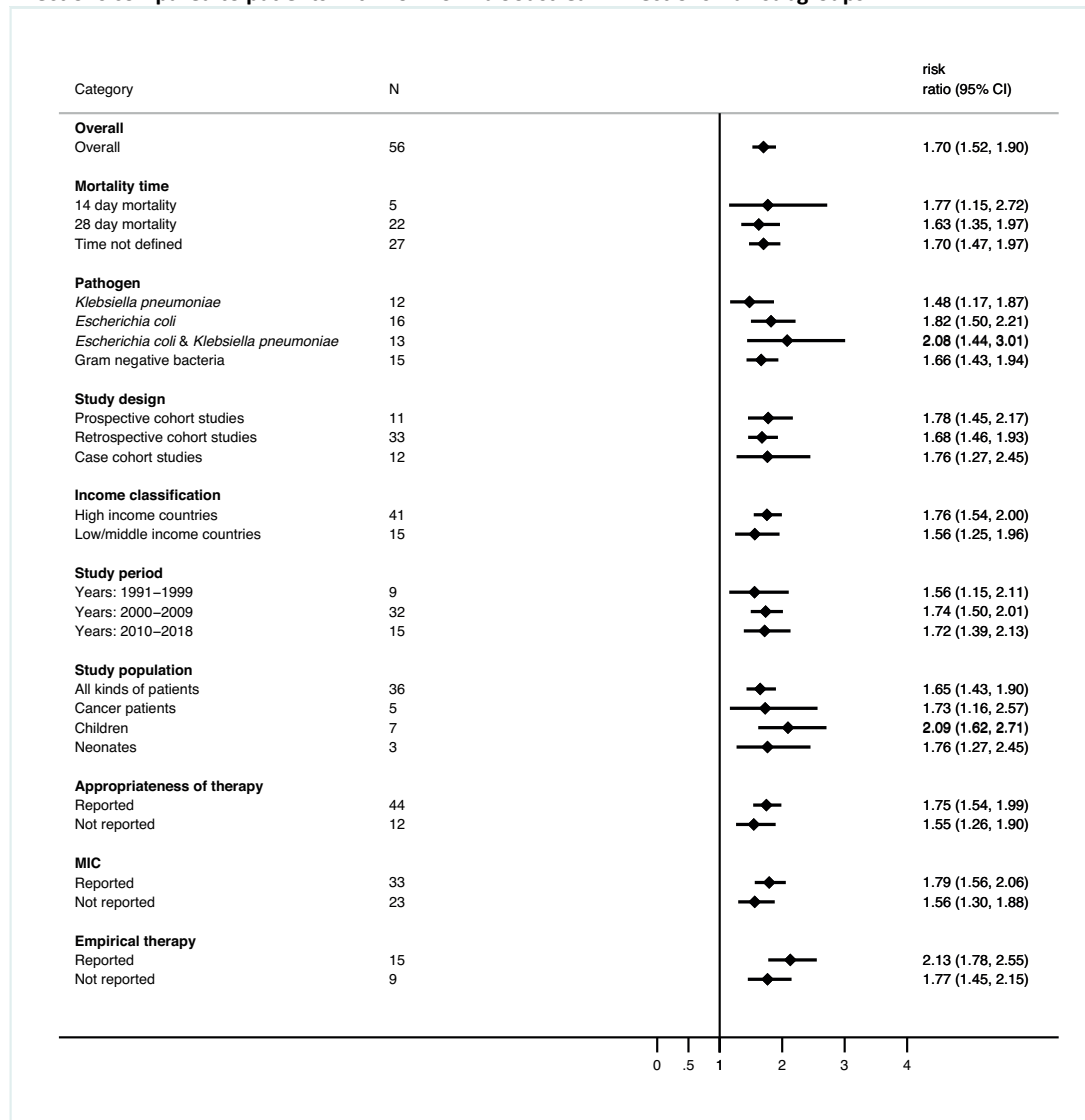 risk
Category N ratio (95% CI)
Overall
Overall 56 1.70 (1.52, 1.90)
Mortality time
14 day mortality 5 1.77 (1.15, 2.72)
28 day mortality 22 1.63 (1.35, 1.97)
Time not defined 27 1.70 (1.47, 1.97)
Pathogen
Klebsiella pneumoniae 12 1.48 (1.17, 1.87)
Escherichia coli 16 1.82 (1.50, 2.21)
Escherichia coli & Klebsiella pneumoniae 13 2.08 (1.44, 3.01)
Gram negative bacteria 15 1.66 (1.43, 1.94)
Study design
Prospective cohort studies 11 1.78 (1.45, 2.17)
Retrospective cohort studies 33 1.68 (1.46, 1.93)
Case cohort studies 12 1.76 (1.27, 2.45)
Income classification
High income countries 41 1.76 (1.54, 2.00)
Low/middle income countries 15 1.56 (1.25, 1.96)
Study period
Years: 1991–1999 9 1.56 (1.15, 2.11)
Years: 2000–2009 32 1.74 (1.50, 2.01)
Years: 2010–2018 15 1.72 (1.39, 2.13)
Study population
All kinds of patients 36 1.65 (1.43, 1.90)
Cancer patients 5 1.73 (1.16, 2.57)
Children 7 2.09 (1.62, 2.71)
Neonates 3 1.76 (1.27, 2.45)
Appropriateness of therapy
Reported 44 1.75 (1.54, 1.99)
Not reported 12 1.55 (1.26, 1.90)
MIC
Reported 33 1.79 (1.56, 2.06)
Not reported 23 1.56 (1.30, 1.88)
Empirical therapy
Reported 15 2.13 (1.78, 2.55)
Not reported 9 1.77 (1.45, 2.15)
0 .5 1 2 3 4